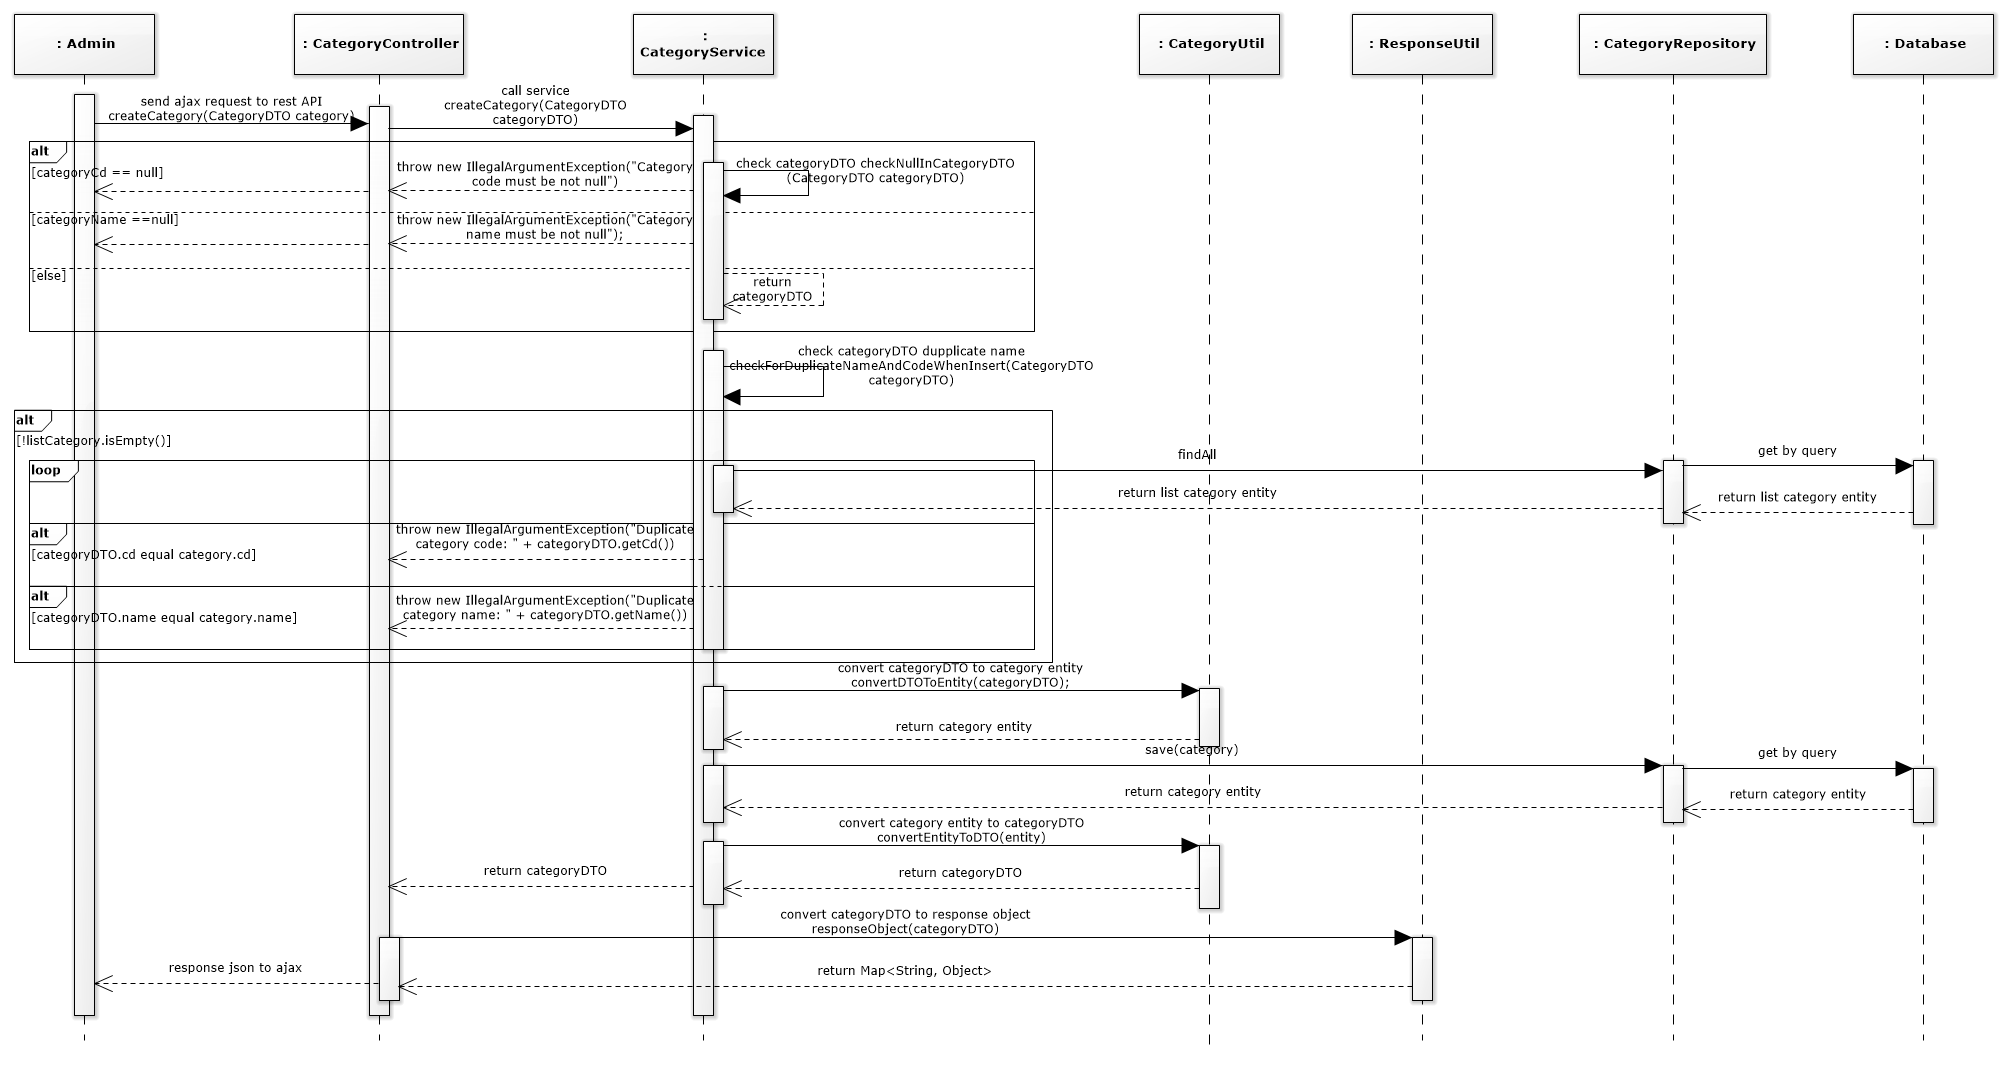 : Admin
: CategoryController
:
CategoryService
: CategoryUtil
: ResponseUtil
: CategoryRepository
: Database
send ajax request to rest API
createCategory(CategoryDTO category)
call service
createCategory(CategoryDTO
categoryDTO)
alt
[categoryCd == null]
throw new IllegalArgumentException("Category
code must be not null")
check categoryDTO checkNullInCategoryDTO
(CategoryDTO categoryDTO)
[categoryName ==null]
throw new IllegalArgumentException("Category
name must be not null");
[else]
return
categoryDTO
check categoryDTO dupplicate name
checkForDuplicateNameAndCodeWhenInsert(CategoryDTO
categoryDTO)
alt
[!listCategory.isEmpty()]
loop
findAll
get by query
return list category entity
return list category entity
alt
[categoryDTO.cd equal category.cd]
throw new IllegalArgumentException("Duplicate
category code: " + categoryDTO.getCd())
alt
[categoryDTO.name equal category.name]
throw new IllegalArgumentException("Duplicate
category name: " + categoryDTO.getName())
convert categoryDTO to category entity
convertDTOToEntity(categoryDTO);
return category entity
save(category)
get by query
return category entity
return category entity
convert category entity to categoryDTO
convertEntityToDTO(entity)
return categoryDTO
return categoryDTO
convert categoryDTO to response object
responseObject(categoryDTO)
response json to ajax
return Map<String, Object>